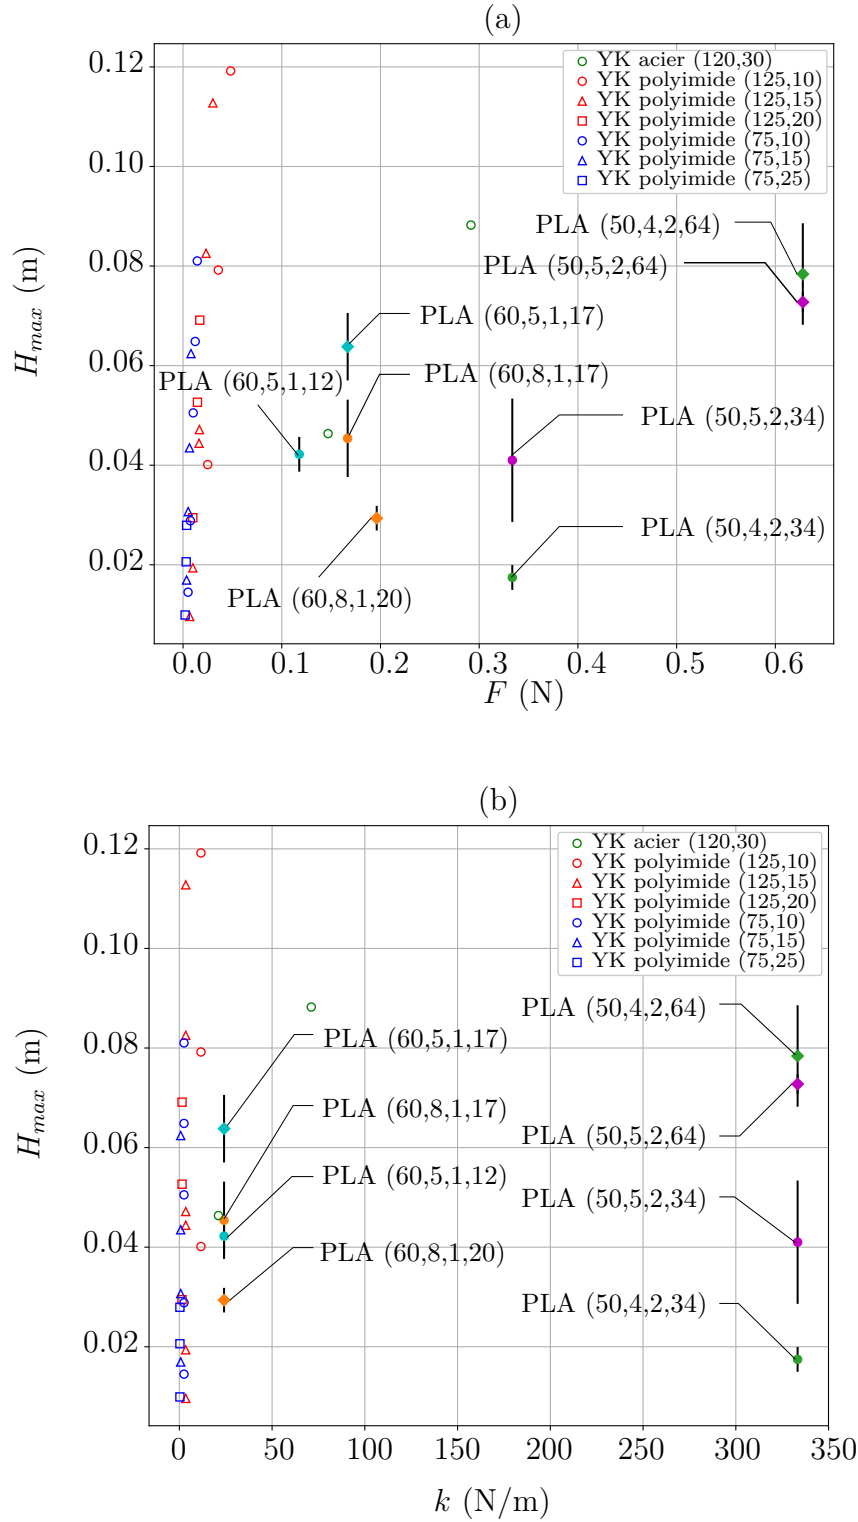 (a)
0.12
0.10
0.08
0.06
0.04
0.02
H_max (m)
YK acier (120,30)
YK polyimide (125,10)
YK polyimide (125,15)
YK polyimide (125,20)
YK polyimide (75,10)
YK polyimide (75,15)
YK polyimide (75,25)
PLA (50,4,2,64)
PLA (50,5,2,64)
PLA (60,5,1,17)
PLA (60,5,1,12)
PLA (60,8,1,17)
PLA (50,5,2,34)
PLA (50,4,2,34)
PLA (60,8,1,20)
0.0 0.1 0.2 0.3 0.4 0.5 0.6
F (N)
(b)
0.12
0.10
0.08
0.06
0.04
0.02
H_max (m)
YK acier (120,30)
YK polyimide (125,10)
YK polyimide (125,15)
YK polyimide (125,20)
YK polyimide (75,10)
YK polyimide (75,15)
YK polyimide (75,25)
PLA (50,4,2,64)
PLA (60,5,1,17)
PLA (60,8,1,17)
PLA (50,5,2,64)
PLA (60,5,1,12)
PLA (50,5,2,34)
PLA (60,8,1,20)
PLA (50,4,2,34)
0 50 100 150 200 250 300 350
k (N/m)